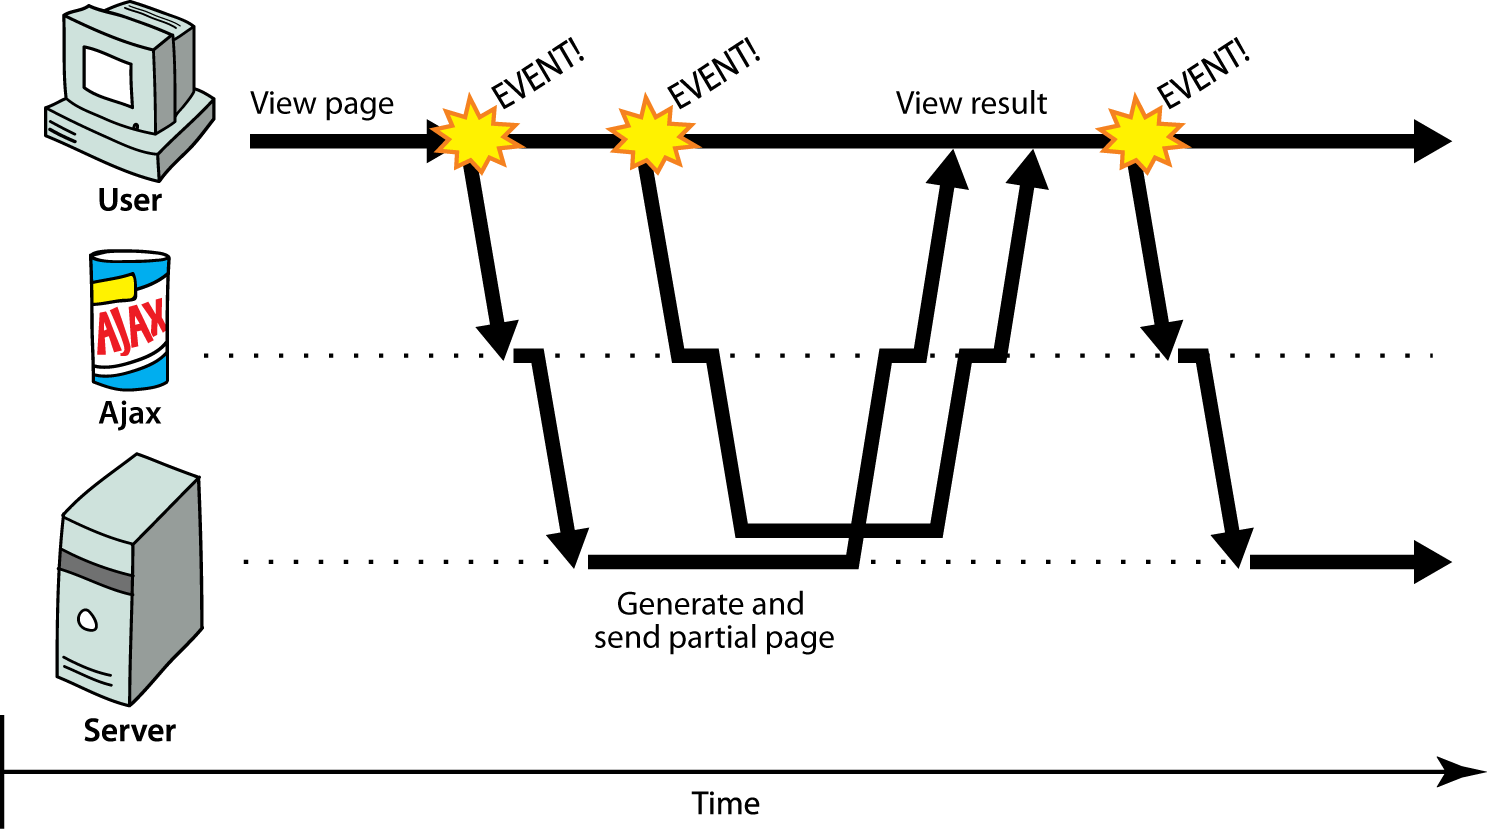 EVENT!
EVENT!
EVENT!
View page
View result
User
AJAX
Ajax
Generate and
send partial page
Server
Time